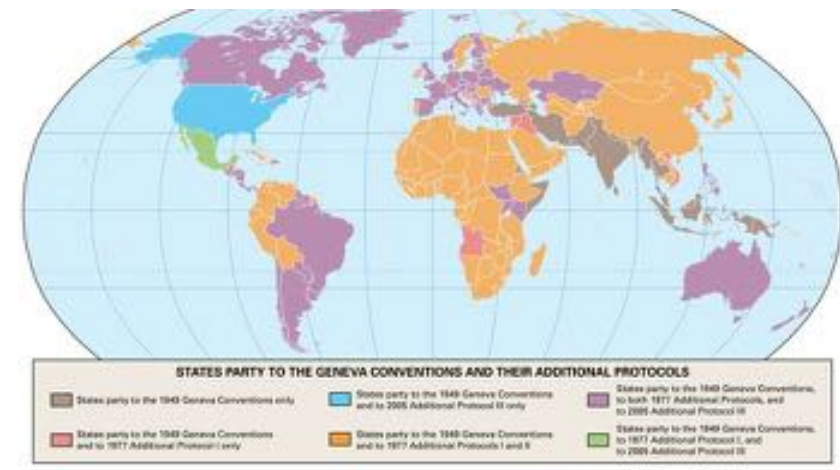 STATES PARTY TO THE GENEVA CONVENTIONS AND THEIR ADDITIONAL PROTOCOLS
States party to the 1949 Geneva Conventions only
States party to the 1949 Geneva Conventions
and to 1977 Additional Protocol I only
States party to the 1949 Geneva Conventions
and to 2005 Additional Protocol III only
States party to the 1949 Geneva Conventions
and to 1977 Additional Protocols I and II
States party to the 1949 Geneva Conventions,
to both 1977 Additional Protocols, and
to 2005 Additional Protocol III
States party to the 1949 Geneva Conventions,
to 1977 Additional Protocol I, and
to 2005 Additional Protocol III